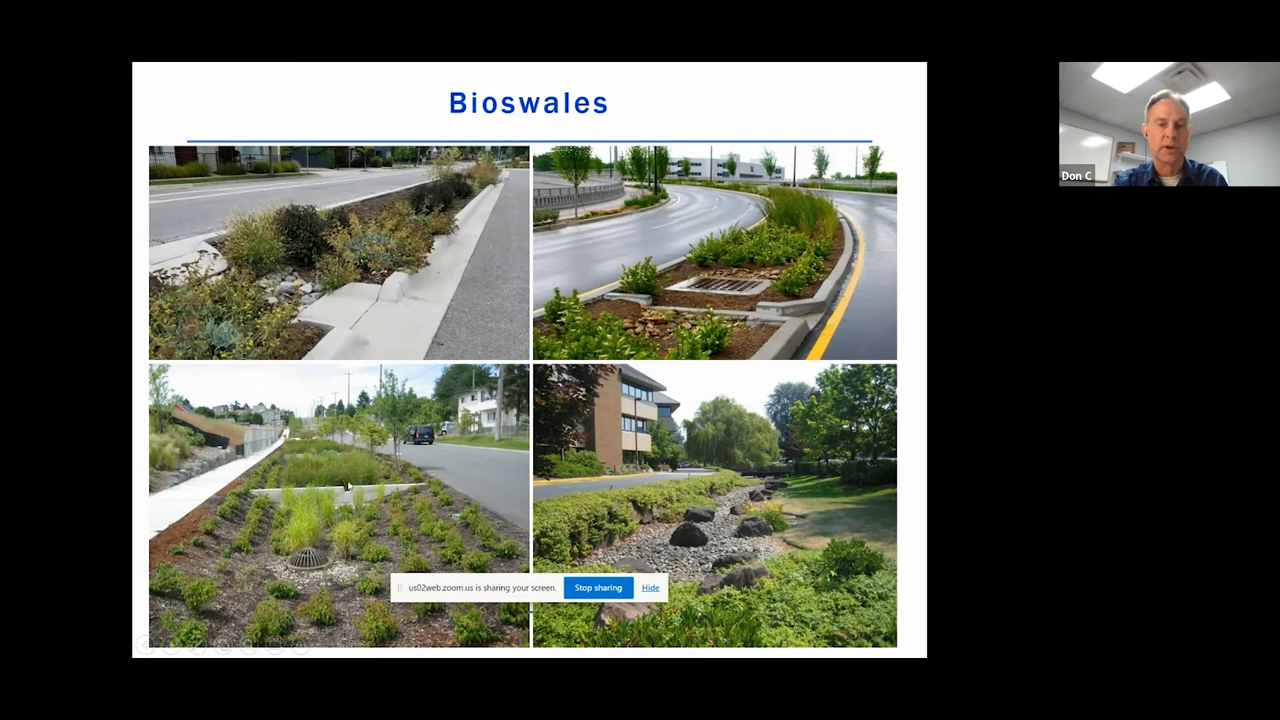 Bioswales
Don C
us02web.zoom.us is sharing your screen.
Stop sharing
Hide